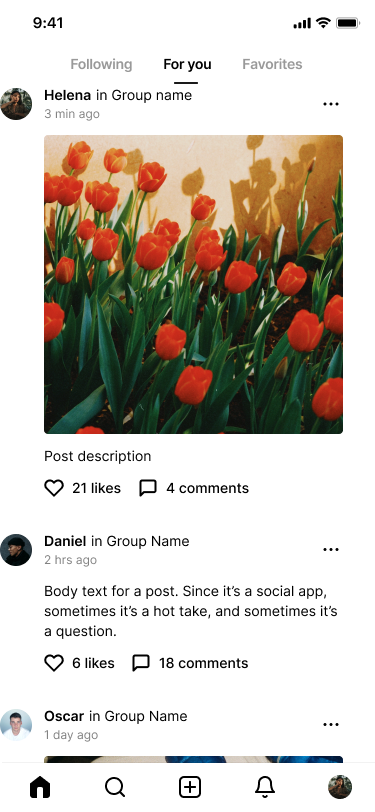 9:41
Following For you Favorites
Helena in Group name
3 min ago
Post description
21 likes 4 comments
Daniel in Group Name
2 hrs ago
Body text for a post. Since it’s a social app,
sometimes it’s a hot take, and sometimes it’s
a question.
6 likes 18 comments
Oscar in Group Name
1 day ago